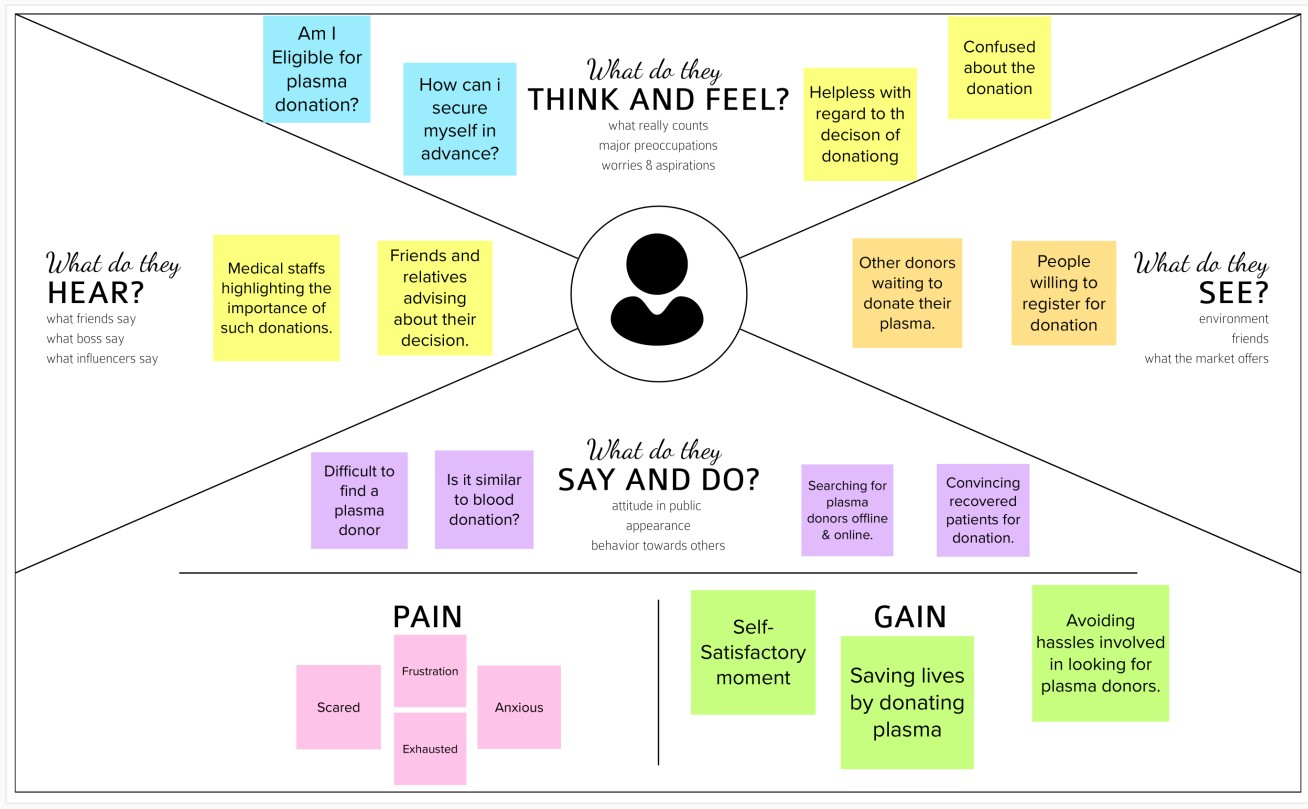 Am I
Eligible for
plasma
donation?
How can i
secure
myself in
advance?
What do they
THINK AND FEEL?
what really counts
major preoccupations
worries & aspirations
Helpless with
regard to th
decison of
donationg
Confused
about the
donation
What do they
HEAR?
what friends say
what boss say
what influencers say
Medical staffs
highlighting the
importance of
such donations.
Friends and
relatives
advising
about their
decision.
Other donors
waiting to
donate their
plasma.
People
willing to
register for
donation
What do they
SEE?
environment
friends
what the market offers
Difficult to
find a
plasma
donor
Is it similar
to blood
donation?
What do they
SAY AND DO?
attitude in public
appearance
behavior towards others
Searching for
plasma
donors offline
& online.
Convincing
recovered
patients for
donation.
PAIN
Scared
Frustration
Exhausted
Anxious
GAIN
Self-
Satisfactory
moment
Saving lives
by donating
plasma
Avoiding
hassles involved
in looking for
plasma donors.